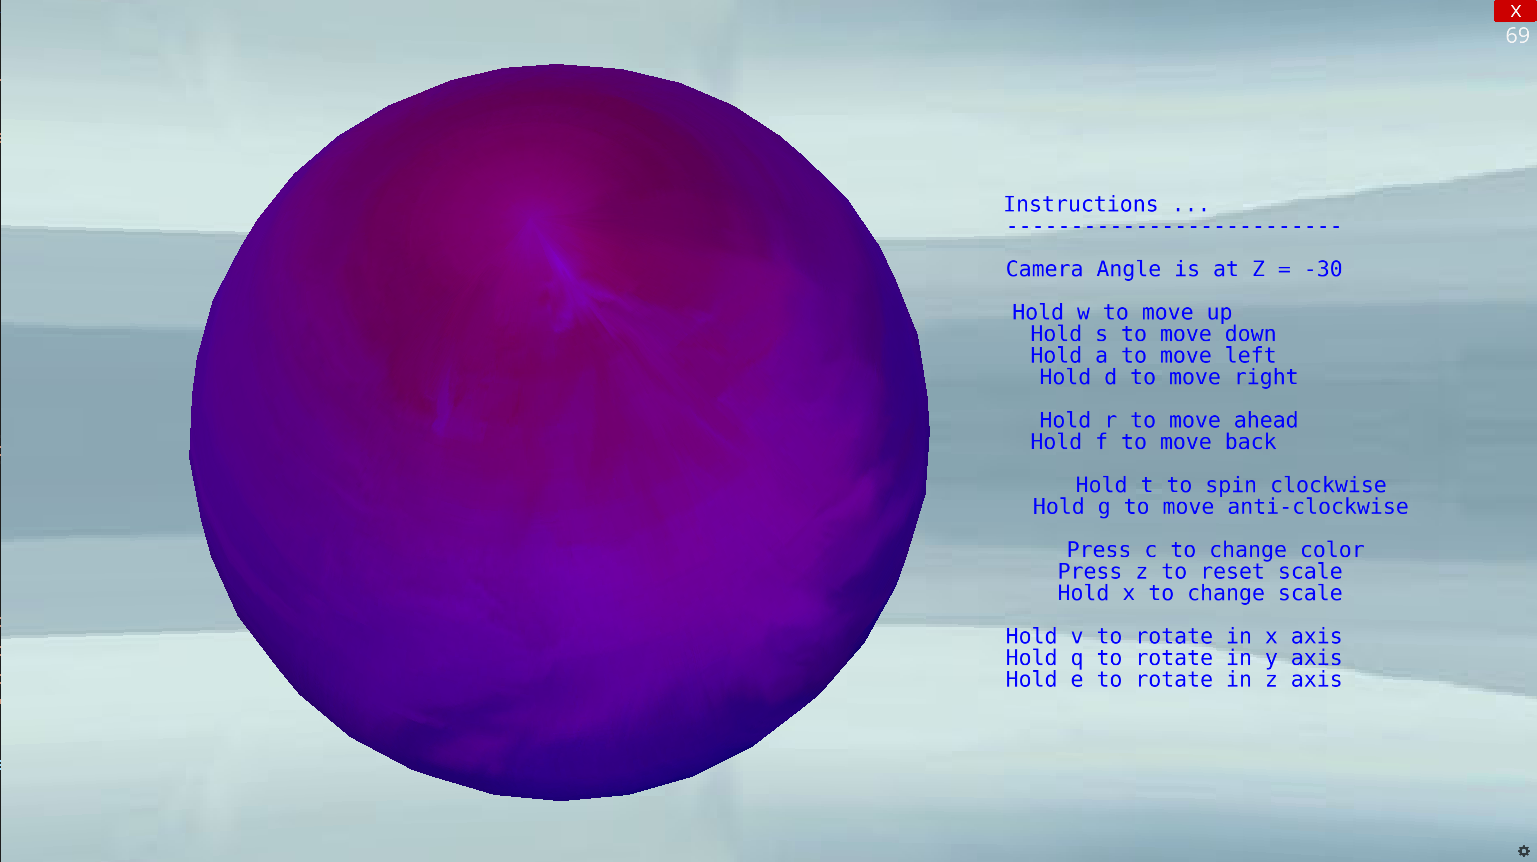 X
69
Instructions ...
--------------------------
Camera Angle is at Z = -30
Hold w to move up
Hold s to move down
Hold a to move left
Hold d to move right
Hold r to move ahead
Hold f to move back
Hold t to spin clockwise
Hold g to move anti-clockwise
Press c to change color
Press z to reset scale
Hold x to change scale
Hold v to rotate in x axis
Hold q to rotate in y axis
Hold e to rotate in z axis